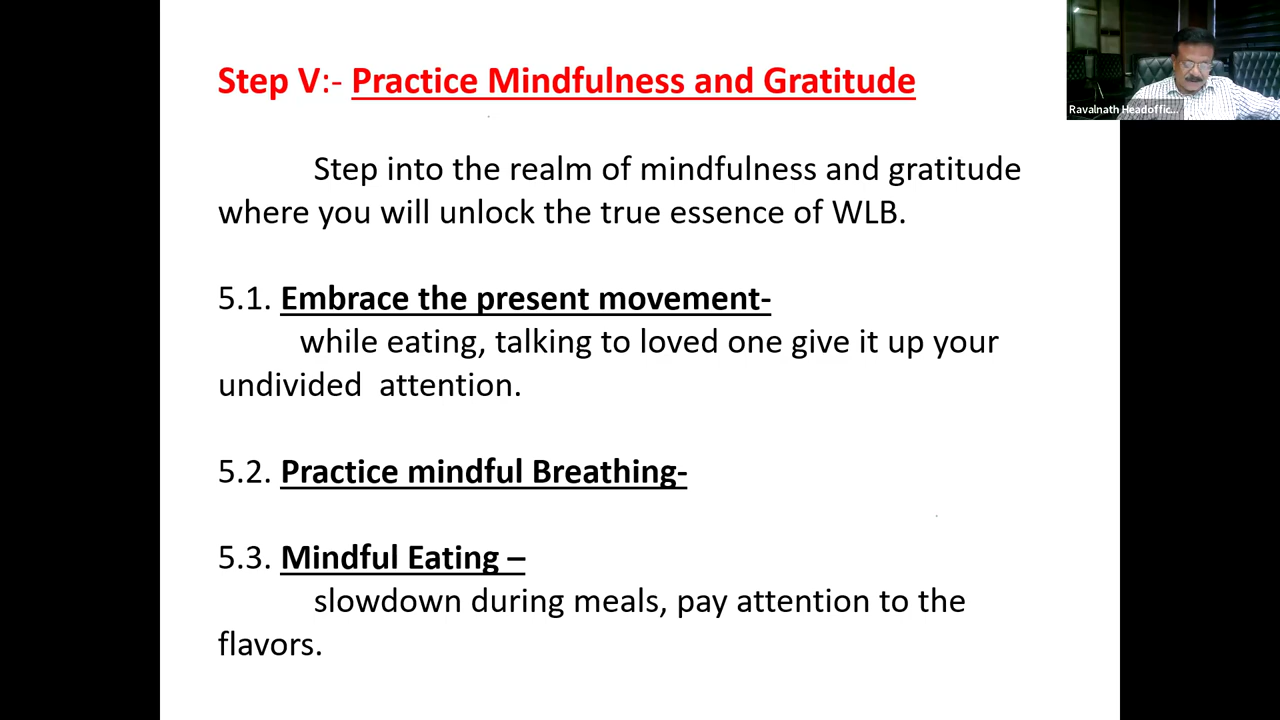 Step V:- Practice Mindfulness and Gratitude
Ravalnath Headoffic...
Step into the realm of mindfulness and gratitude
where you will unlock the true essence of WLB.
5.1. Embrace the present movement-
while eating, talking to loved one give it up your
undivided attention.
5.2. Practice mindful Breathing-
5.3. Mindful Eating –
slowdown during meals, pay attention to the
flavors.